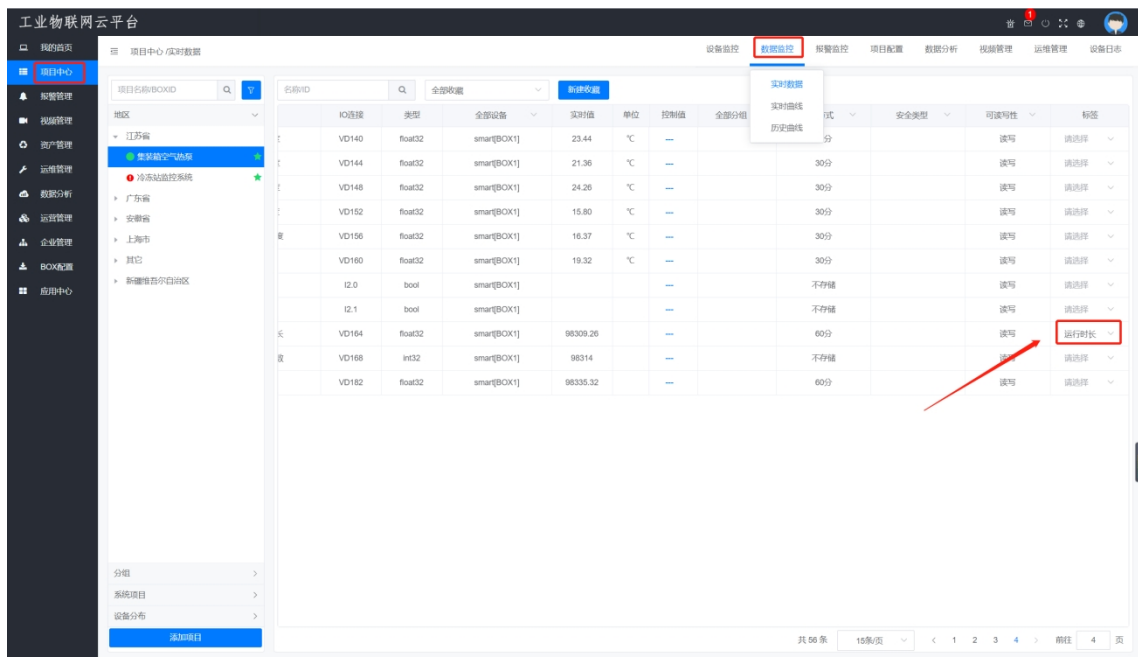 工业物联网云平台
1
我的首页
项目中心
报警管理
视频管理
资产管理
运维管理
数据分析
运营管理
企业管理
BOX配置
应用中心
项目中心 /实时数据
设备监控 数据监控 报警监控 项目配置 数据分析 视频管理 运维管理 设备日志
实时数据
实时曲线
历史曲线
项目名称/BOXID
地区
江苏省
集装箱空气热泵
冷冻站监控系统
广东省
安徽省
上海市
其它
新疆维吾尔自治区
分组
系统项目
设备分布
添加项目
名称/ID 全部收藏 新建收藏
IO连接 类型 全部设备 实时值 单位 控制值 全部分组 式 安全类型 可读写性 标签
VD140 float32 smart[BOX1] 23.44 ℃ --- 分 读写 请选择
VD144 float32 smart[BOX1] 21.36 ℃ --- 30分 读写 请选择
VD148 float32 smart[BOX1] 24.26 ℃ --- 30分 读写 请选择
VD152 float32 smart[BOX1] 15.80 ℃ --- 30分 读写 请选择
VD156 float32 smart[BOX1] 16.37 ℃ --- 30分 读写 请选择
VD160 float32 smart[BOX1] 19.32 ℃ --- 30分 读写 请选择
I2.0 bool smart[BOX1] --- 不存储 读写 请选择
I2.1 bool smart[BOX1] --- 不存储 读写 请选择
长 VD164 float32 smart[BOX1] 98309.26 --- 60分 读写 运行时长
VD168 int32 smart[BOX1] 98314 --- 不存储 读写 请选择
VD182 float32 smart[BOX1] 98335.32 --- 60分 读写 请选择
共 56 条 15条/页 < 1 2 3 4 > 前往 4 页